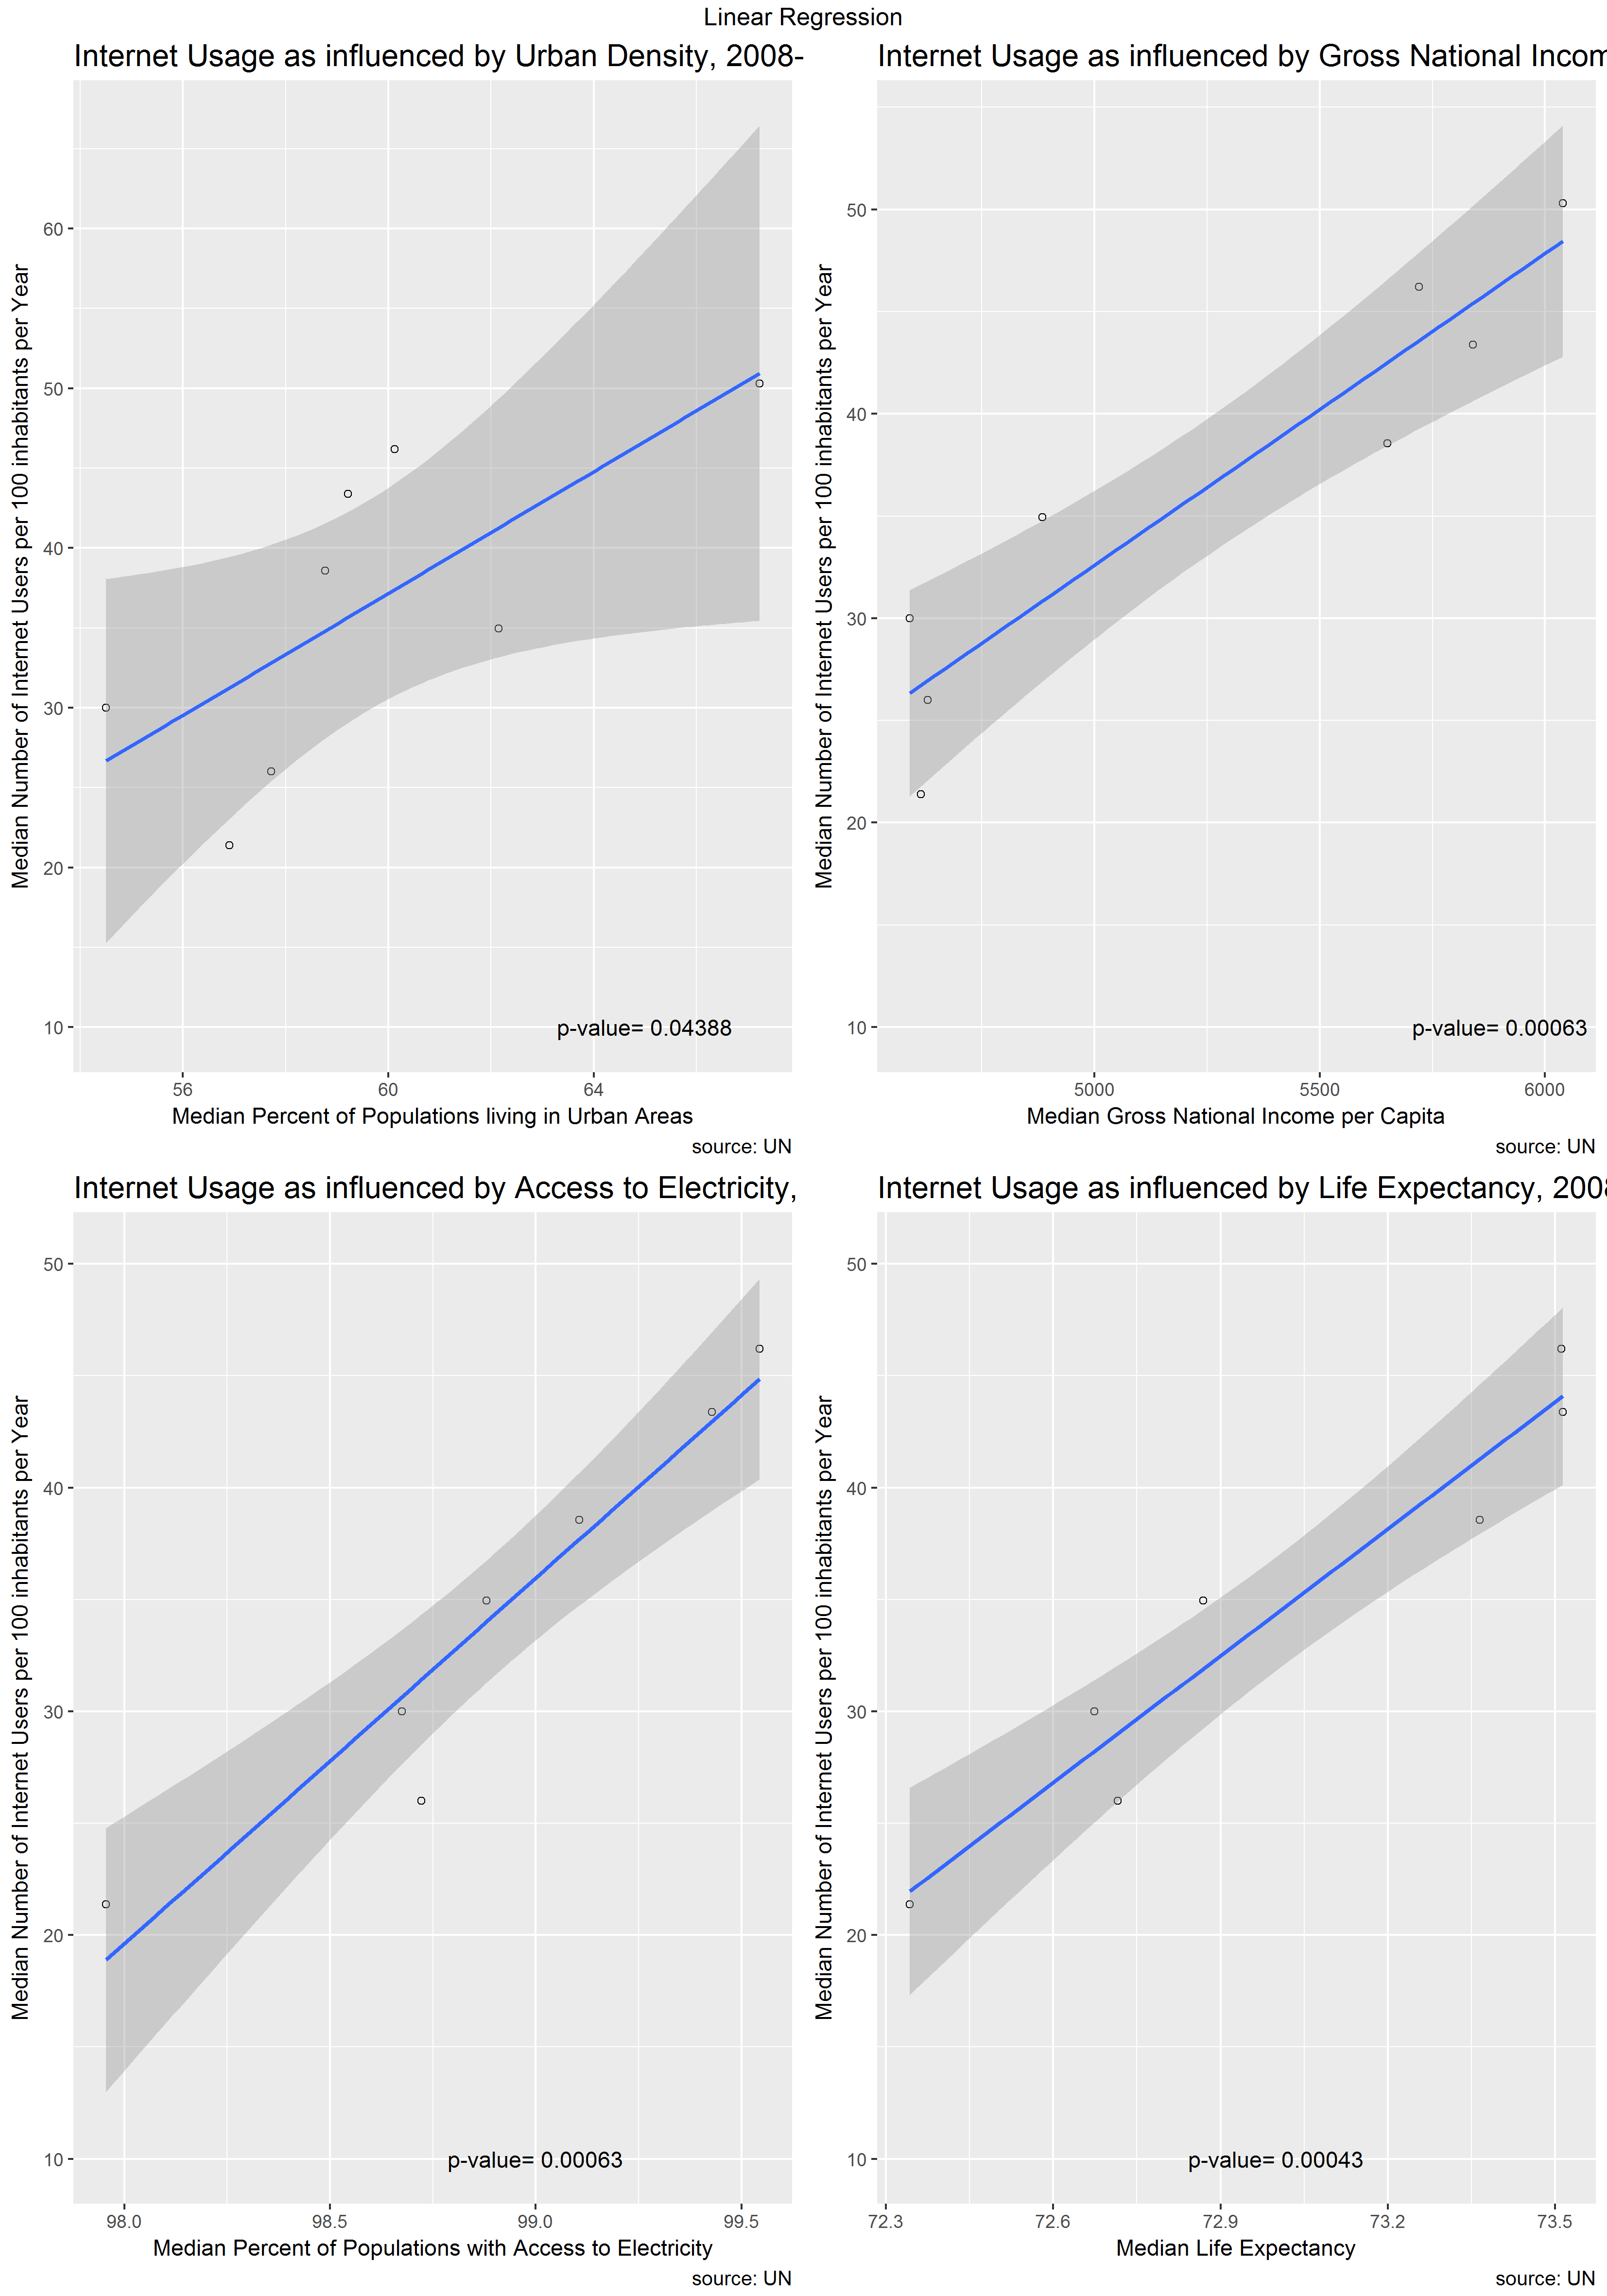 Linear Regression
Internet Usage as influenced by Urban Density, 2008-
Median Number of Internet Users per 100 inhabitants per Year
60
50
40
30
20
10
p-value= 0.04388
56 60 64
Median Percent of Populations living in Urban Areas
source: UN
Internet Usage as influenced by Gross National Incom
Median Number of Internet Users per 100 inhabitants per Year
50
40
30
20
10
p-value= 0.00063
5000 5500 6000
Median Gross National Income per Capita
source: UN
Internet Usage as influenced by Access to Electricity,
Median Number of Internet Users per 100 inhabitants per Year
50
40
30
20
10
p-value= 0.00063
98.0 98.5 99.0 99.5
Median Percent of Populations with Access to Electricity
source: UN
Internet Usage as influenced by Life Expectancy, 2008
Median Number of Internet Users per 100 inhabitants per Year
50
40
30
20
10
p-value= 0.00043
72.3 72.6 72.9 73.2 73.5
Median Life Expectancy
source: UN